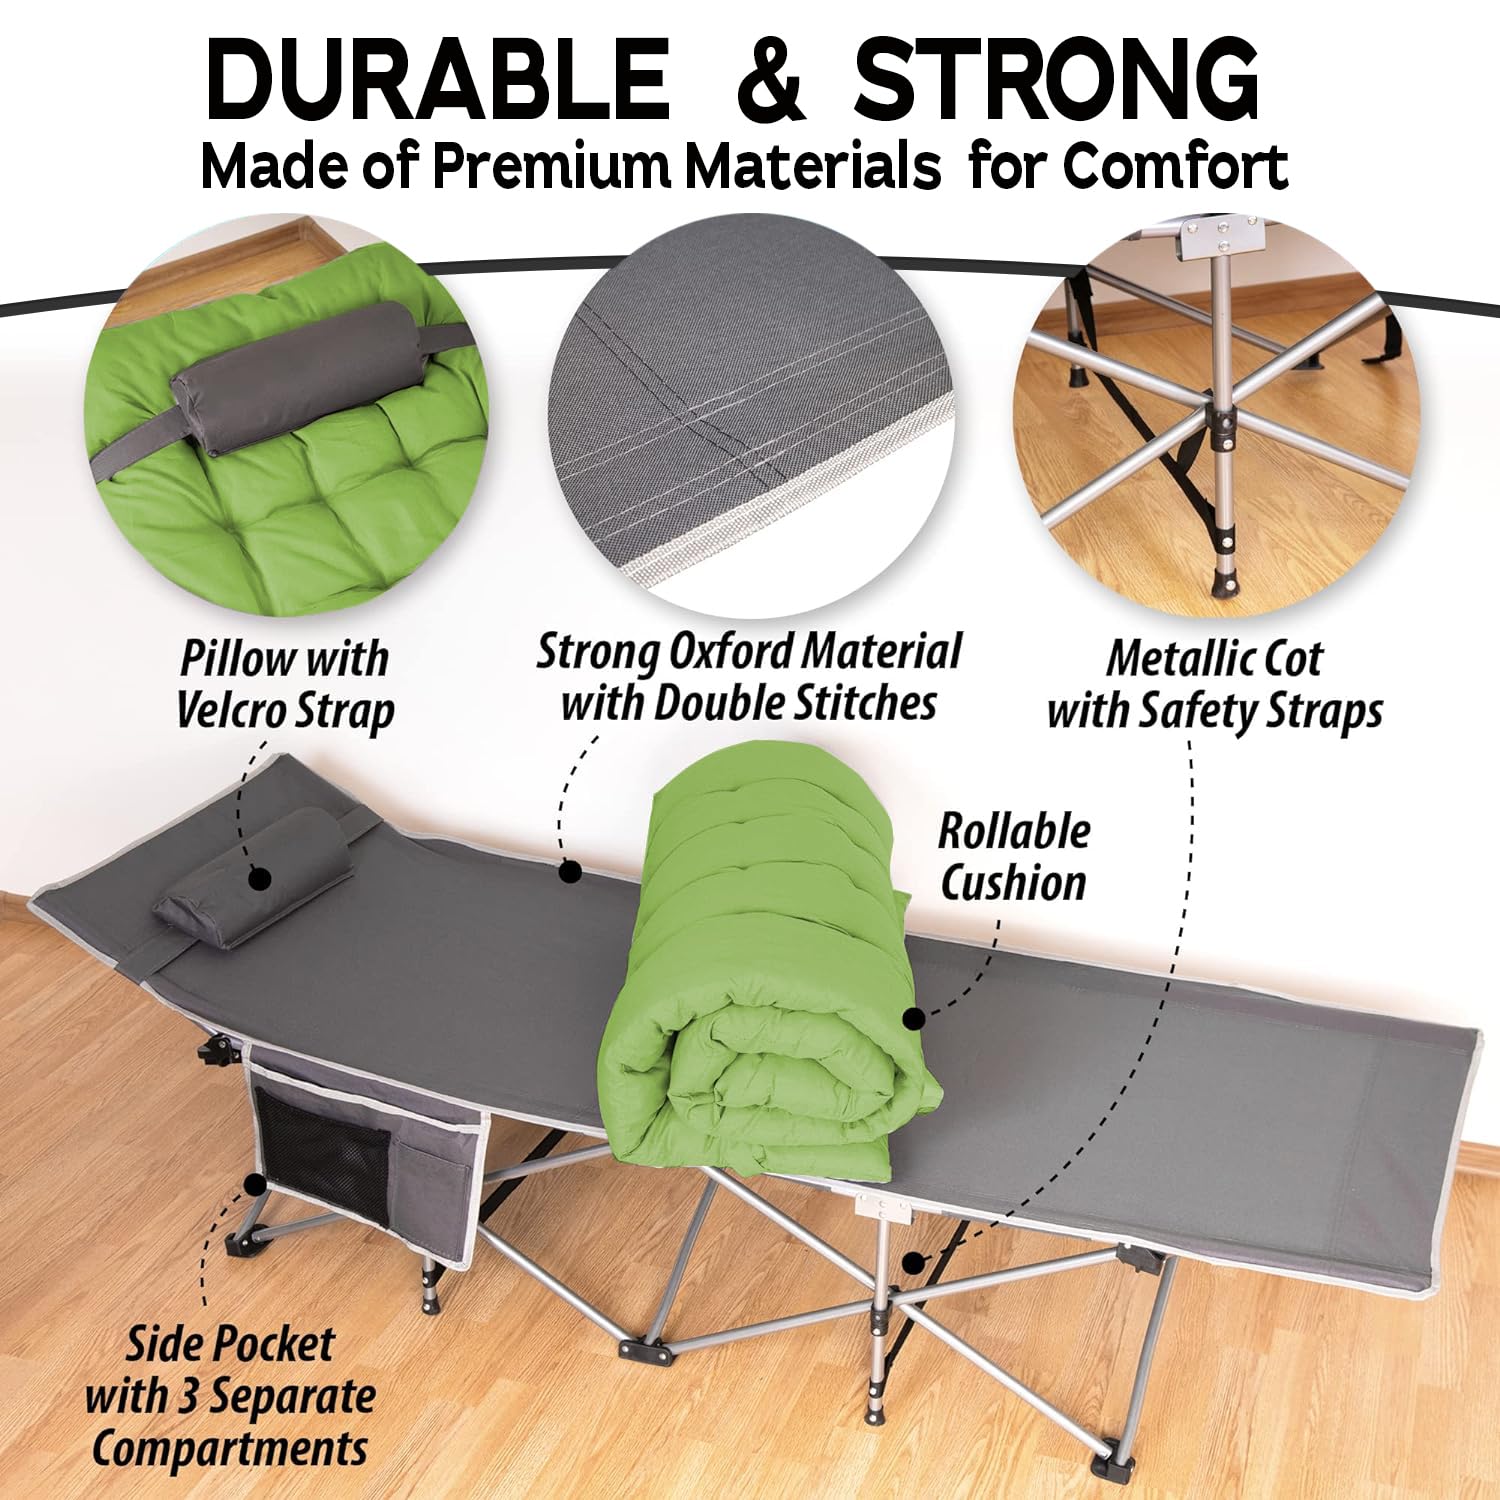 DURABLE & STRONG
Made of Premium Materials for Comfort
Pillow with
Velcro Strap
Strong Oxford Material
with Double Stitches
Metallic Cot
with Safety Straps
Rollable
Cushion
Side Pocket
with 3 Separate
Compartments